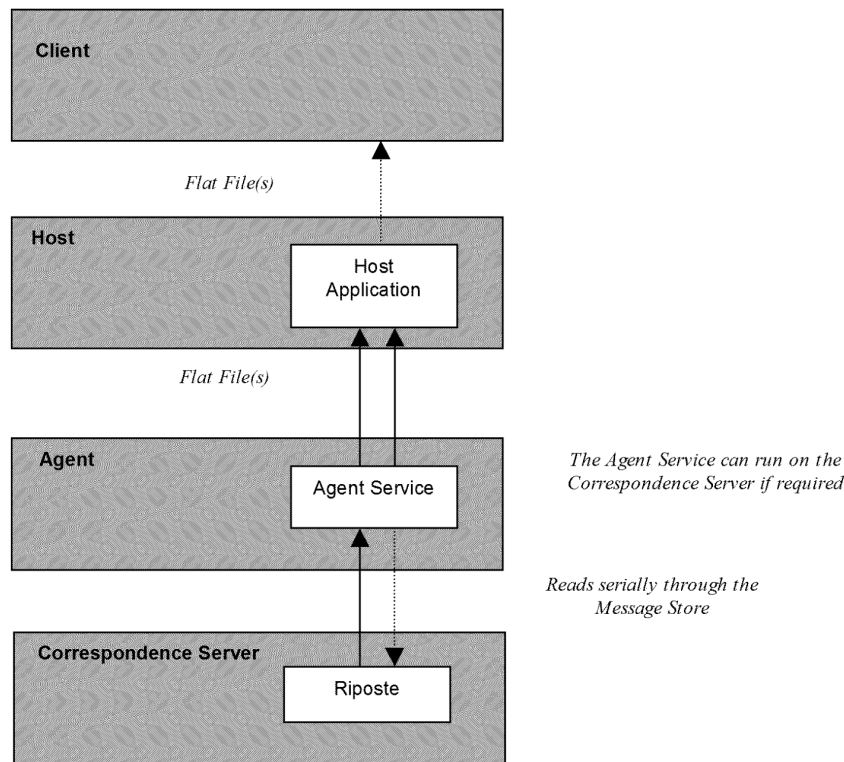 Client
Flat File(s)
Host
Host
Application
Flat File(s)
Agent
Agent Service
The Agent Service can run on the
Correspondence Server if required
Reads serially through the
Message Store
Correspondence Server
Riposte